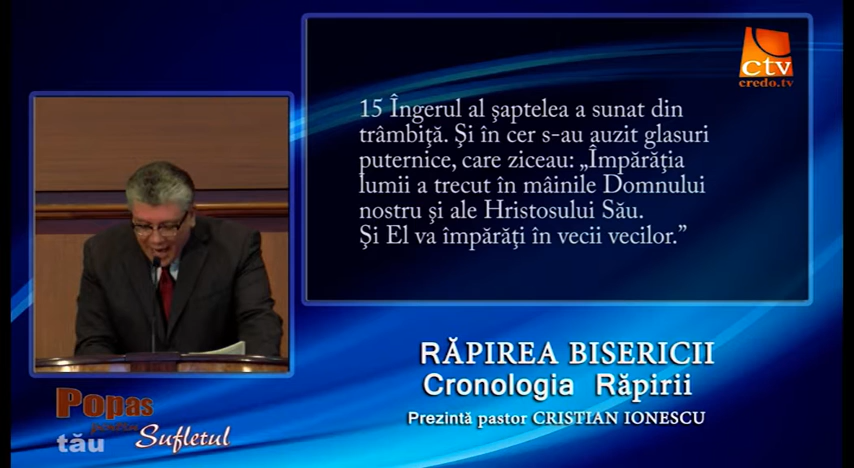 ctv
credo.tv
15 Îngerul al şaptelea a sunat din
trâmbiţă. Şi în cer s-au auzit glasuri
puternice, care ziceau: „Împărăţia
lumii a trecut în mâinile Domnului
nostru şi ale Hristosului Său.
Şi El va împărăţi în vecii vecilor.”
RĂPIREA BISERICII
Cronologia Răpirii
Prezintă pastor CRISTIAN IONESCU
Popas
pentru
tău Sufletul